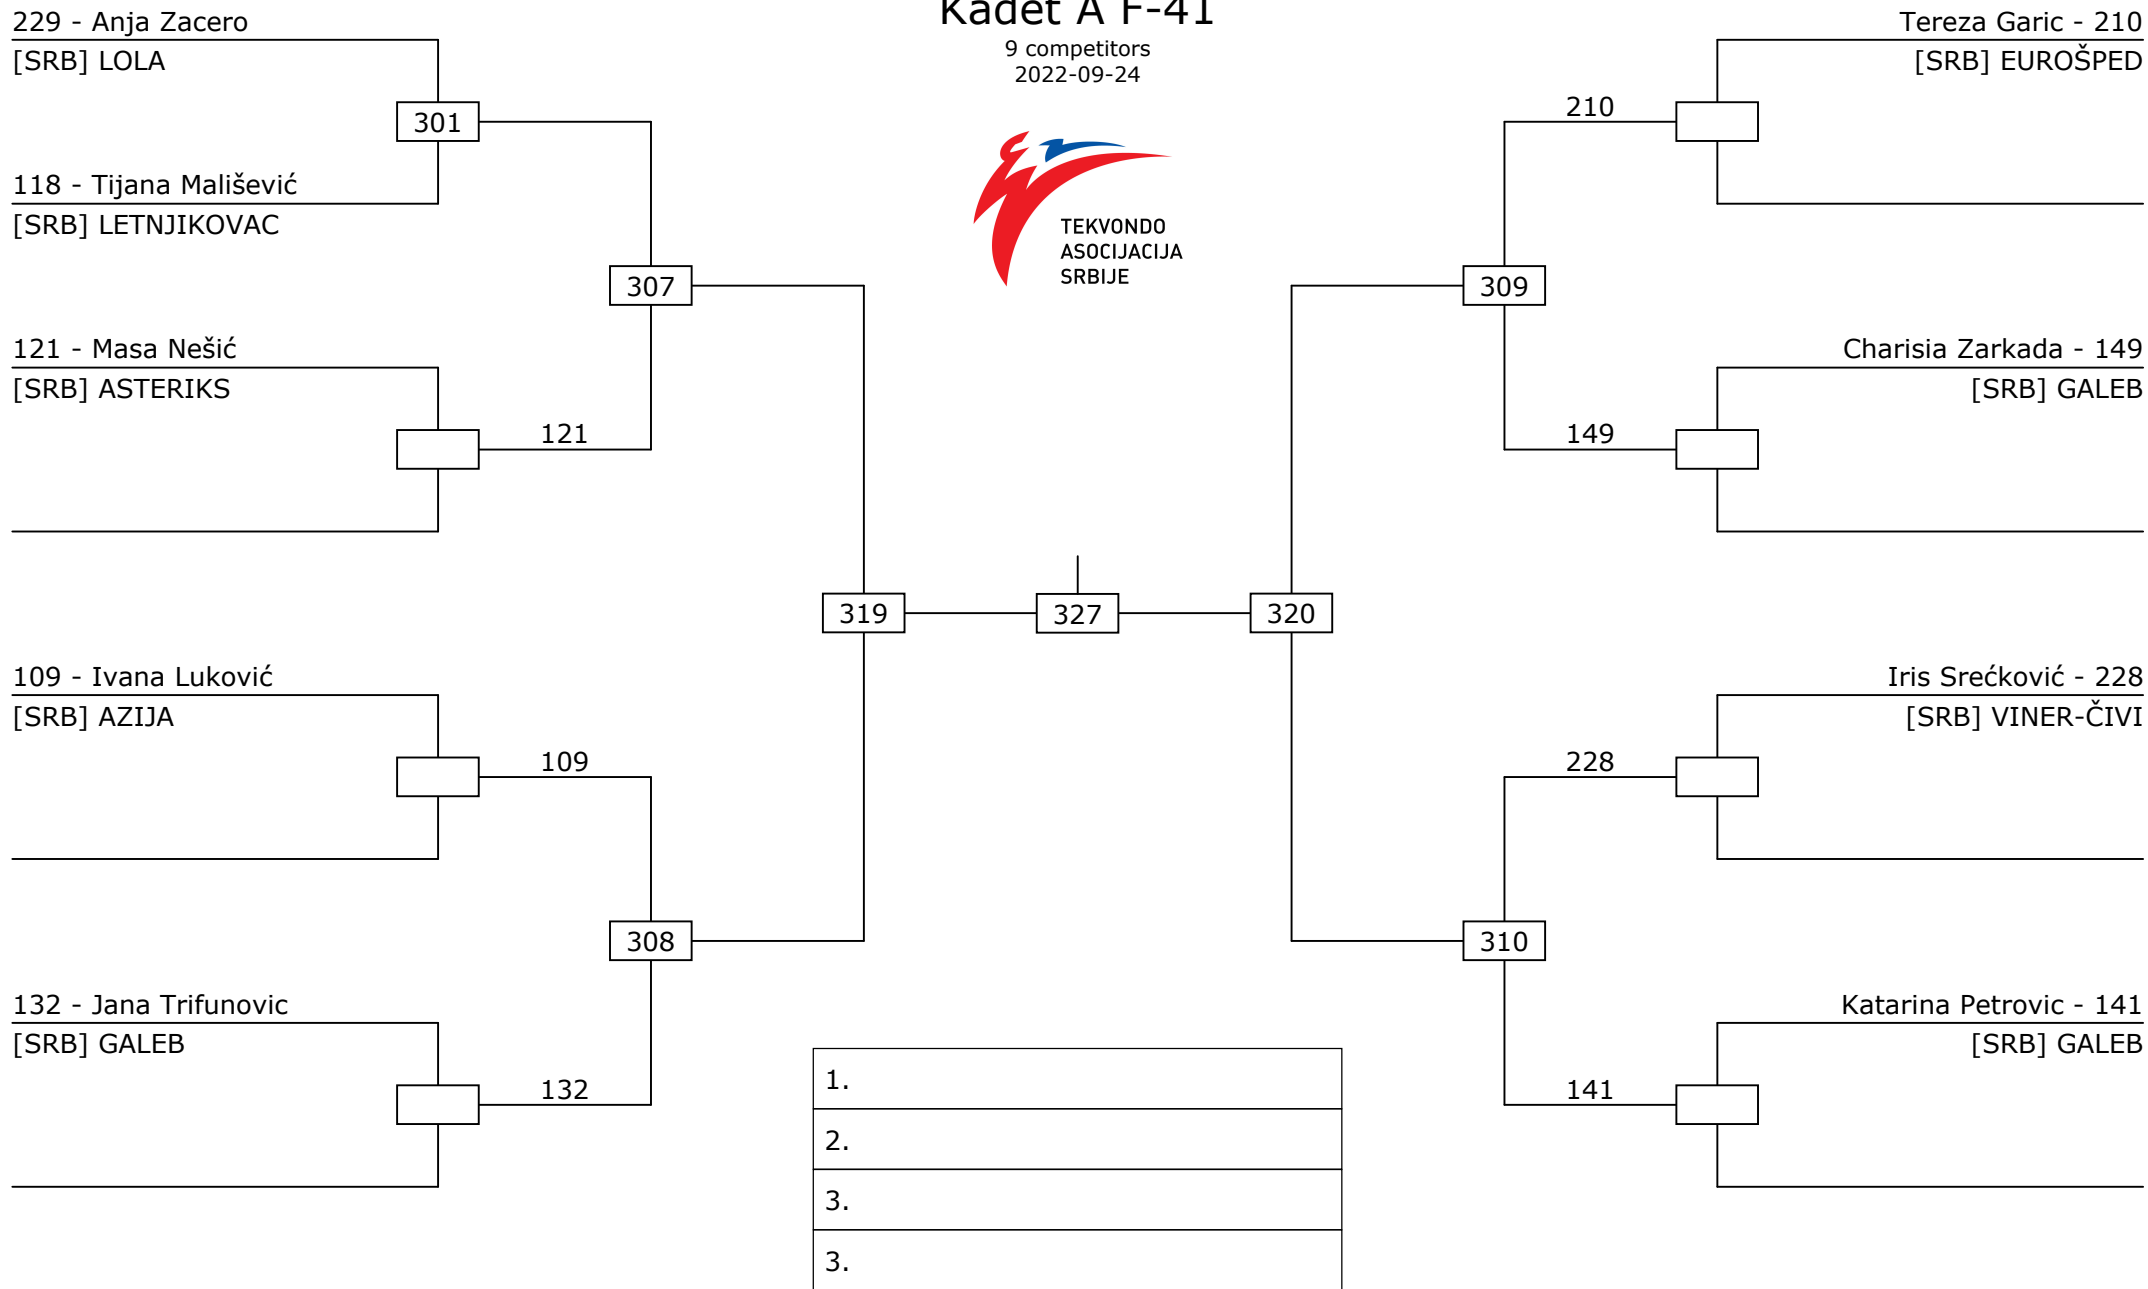 Kadet A F-41
9 competitors
2022-09-24
TEKVONDO
ASOCIJACIJA
SRBIJE
229 - Anja Zacero
[SRB] LOLA
301
118 - Tijana Mališević
[SRB] LETNJIKOVAC
307
121 - Masa Nešić
[SRB] ASTERIKS
121
319
109 - Ivana Luković
[SRB] AZIJA
109
308
132 - Jana Trifunovic
[SRB] GALEB
132
327
Tereza Garic - 210
[SRB] EUROŠPED
210
309
Charisia Zarkada - 149
[SRB] GALEB
149
320
Iris Srećković - 228
[SRB] VINER-ČIVI
228
310
Katarina Petrovic - 141
[SRB] GALEB
141
1.
2.
3.
3.